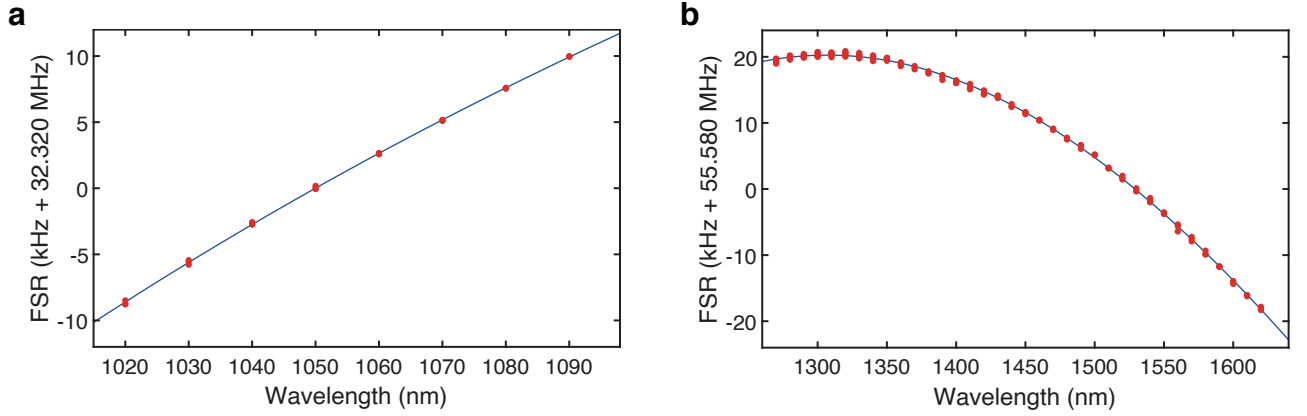 a
FSR (kHz + 32.320 MHz)
10
5
0
-5
-10
1020 1030 1040 1050 1060 1070 1080 1090
Wavelength (nm)
b
FSR (kHz + 55.580 MHz)
20
10
0
-10
-20
1300 1350 1400 1450 1500 1550 1600
Wavelength (nm)